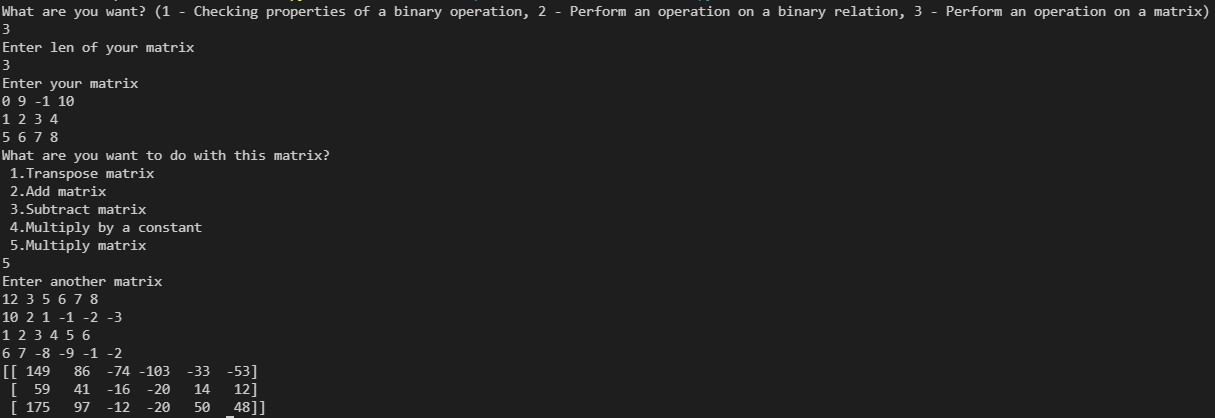 What are you want? (1 - Checking properties of a binary operation, 2 - Perform an operation on a binary relation, 3 - Perform an operation on a matrix)
3
Enter len of your matrix
3
Enter your matrix
0 9 -1 10
1 2 3 4
5 6 7 8
What are you want to do with this matrix?
 1.Transpose matrix
 2.Add matrix
 3.Subtract matrix
 4.Multiply by a constant
 5.Multiply matrix
5
Enter another matrix
12 3 5 6 7 8
10 2 1 -1 -2 -3
1 2 3 4 5 6
6 7 -8 -9 -1 -2
[[ 149   86  -74 -103  -33  -53]
 [  59   41  -16  -20   14   12]
 [ 175   97  -12  -20   50   48]]